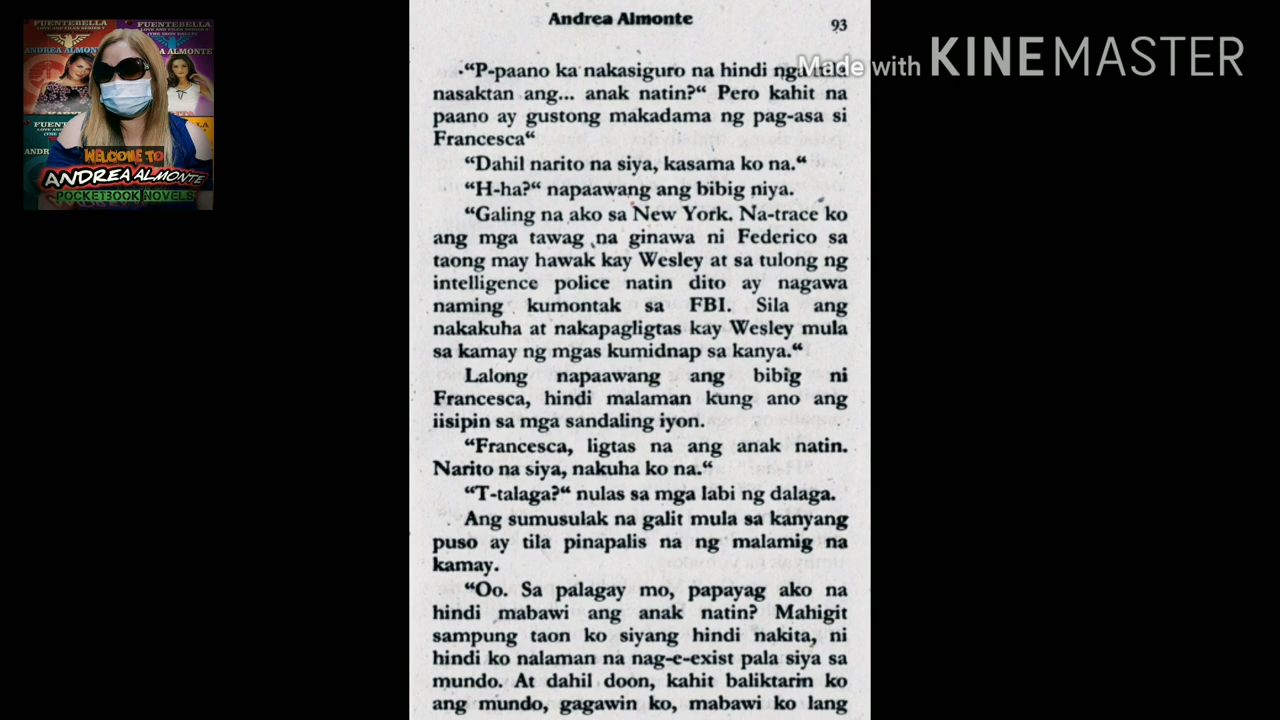 FUENTEBELLA
FUENTEBELLA
ANDREA ALMONTE
ALMONTE
FUENTE
ANDR
WELCOME TO
ANDREA ALMONTE
POCKETBOOK NOVELS
Made with KINEMASTER
Andrea Almonte
93
“P-paano ka nakasiguro na hindi
nasaktan ang... anak natin?“ Pero kahit na
paano ay gustong makadama ng pag-asa si
Francesca“
“Dahil narito na siya, kasama ko na.“
“H-ha?“ napaawang ang bibig niya.
“Galing na ako sa New York. Na-trace ko
ang mga tawag na ginawa ni Federico sa
taong may hawak kay Wesley at sa tulong ng
intelligence police natin dito ay nagawa
naming kumontak sa FBI. Sila ang
nakakuha at nakapagligtas kay Wesley mula
sa kamay ng mgas kumidnap sa kanya.“
Lalong napaawang ang bibig ni
Francesca, hindi malaman kung ano ang
iisipin sa mga sandaling iyon.
“Francesca, ligtas na ang anak natin.
Narito na siya, nakuha ko na.“
“T-talaga?“ nulas sa mga labi ng dalaga.
Ang sumusulak na galit mula sa kanyang
puso ay tila pinapalis na ng malamig na
kamay.
“Oo. Sa palagay mo, papayag ako na
hindi mabawi ang anak natin? Mahigit
sampung taon ko siyang hindi nakita, ni
hindi ko nalaman na nag-e-exist pala siya sa
mundo. At dahil doon, kahit baliktarin ko
ang mundo, gagawin ko, mabawi ko lang